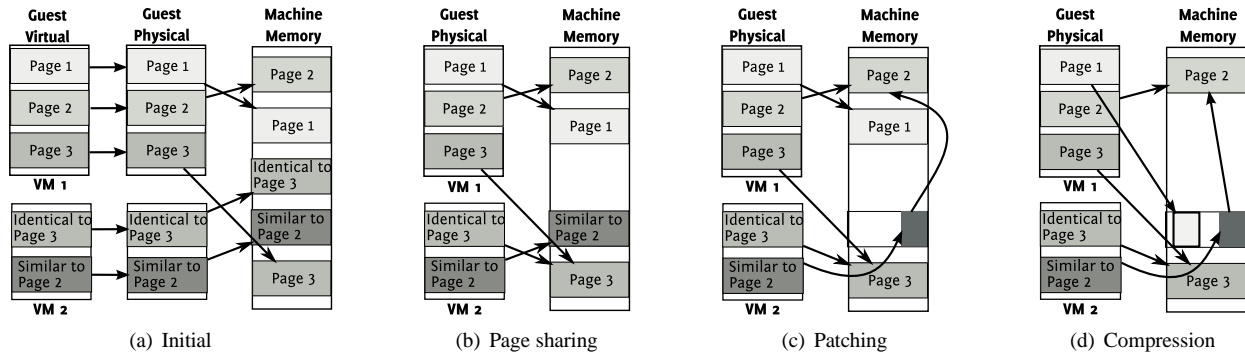 Guest Virtual
Guest Physical
Machine Memory
Page 1
Page 2
Page 3
VM 1
Identical to Page 3
Similar to Page 2
VM 2
Page 1
Page 2
Page 3
Identical to Page 3
Similar to Page 2
Page 2
Page 1
Identical to Page 3
Similar to Page 2
Page 3
(a) Initial
Guest Physical
Machine Memory
Page 1
Page 2
Page 3
VM 1
Identical to Page 3
Similar to Page 2
VM 2
Page 2
Page 1
Similar to Page 2
Page 3
(b) Page sharing
Guest Physical
Machine Memory
Page 1
Page 2
Page 3
VM 1
Identical to Page 3
Similar to Page 2
VM 2
Page 2
Page 1
Page 3
(c) Patching
Guest Physical
Machine Memory
Page 1
Page 2
Page 3
VM 1
Identical to Page 3
Similar to Page 2
VM 2
Page 2
Page 3
(d) Compression